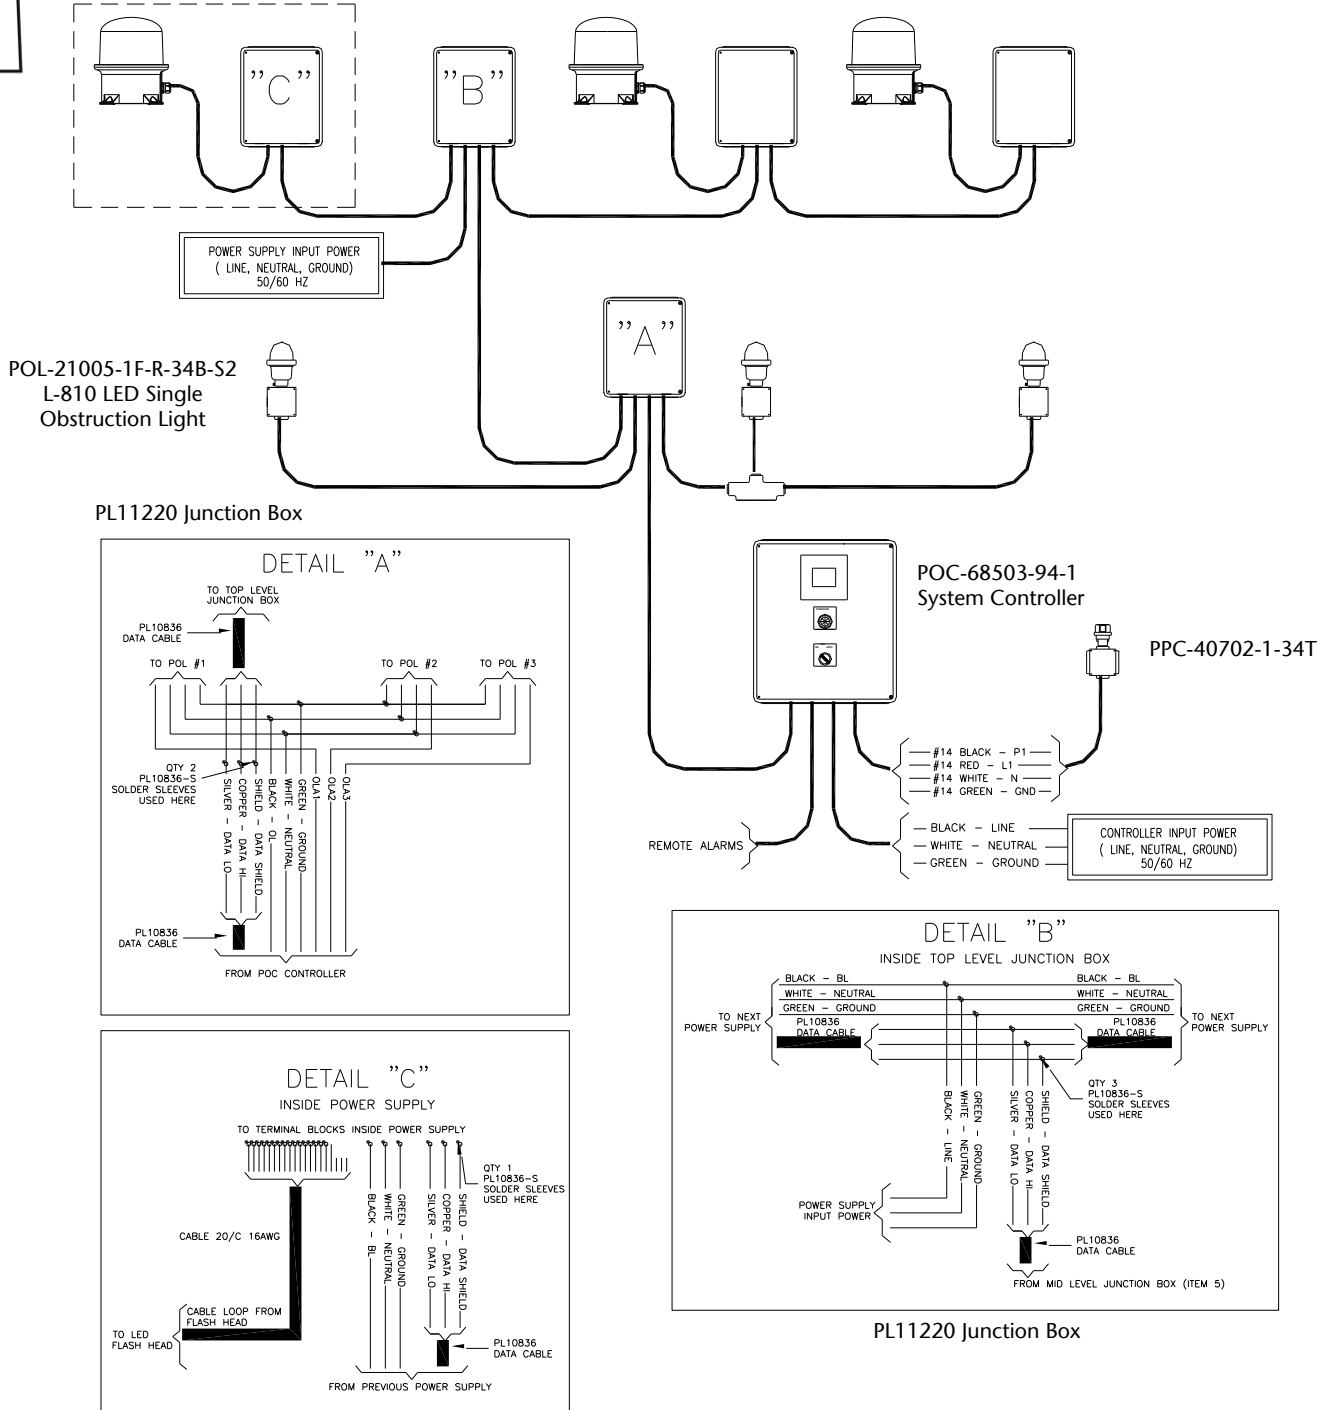 "C"
"B"
POWER SUPPLY INPUT POWER
( LINE, NEUTRAL, GROUND)
50/60 HZ
"A"
POL-21005-1F-R-34B-S2
L-810 LED Single
Obstruction Light
PL11220 Junction Box
POC-68503-94-1
System Controller
PPC-40702-1-34T
#14 BLACK - P1
#14 RED - L1
#14 WHITE - N
#14 GREEN - GND
REMOTE ALARMS
BLACK - LINE
WHITE - NEUTRAL
GREEN - GROUND
CONTROLLER INPUT POWER
( LINE, NEUTRAL, GROUND)
50/60 HZ
DETAIL "A"
TO TOP LEVEL
JUNCTION BOX
PL10836
DATA CABLE
TO POL #1
TO POL #2
TO POL #3
QTY 2
PL10836-S
SOLDER SLEEVES
USED HERE
SILVER - DATA LO
COPPER - DATA HI
SHIELD - DATA SHIELD
BLACK - OL
WHITE - NEUTRAL
GREEN - GROUND
OLA1
OLA2
OLA3
PL10836
DATA CABLE
FROM POC CONTROLLER
DETAIL "B"
INSIDE TOP LEVEL JUNCTION BOX
BLACK - BL
BLACK - BL
WHITE - NEUTRAL
WHITE - NEUTRAL
GREEN - GROUND
GREEN - GROUND
TO NEXT
POWER SUPPLY
PL10836
DATA CABLE
PL10836
DATA CABLE
TO NEXT
POWER SUPPLY
QTY 3
PL10836-S
SOLDER SLEEVES
USED HERE
BLACK - LINE
WHITE - NEUTRAL
GREEN - GROUND
SILVER - DATA LO
COPPER - DATA HI
SHIELD - DATA SHIELD
POWER SUPPLY
INPUT POWER
PL10836
DATA CABLE
FROM MID LEVEL JUNCTION BOX (ITEM 5)
PL11220 Junction Box
DETAIL "C"
INSIDE POWER SUPPLY
TO TERMINAL BLOCKS INSIDE POWER SUPPLY
QTY 1
PL10836-S
SOLDER SLEEVES
USED HERE
BLACK - BL
WHITE - NEUTRAL
GREEN - GROUND
SILVER - DATA LO
COPPER - DATA HI
SHIELD - DATA SHIELD
CABLE 20/C 16AWG
CABLE LOOP FROM
FLASH HEAD
TO LED
FLASH HEAD
PL10836
DATA CABLE
FROM PREVIOUS POWER SUPPLY